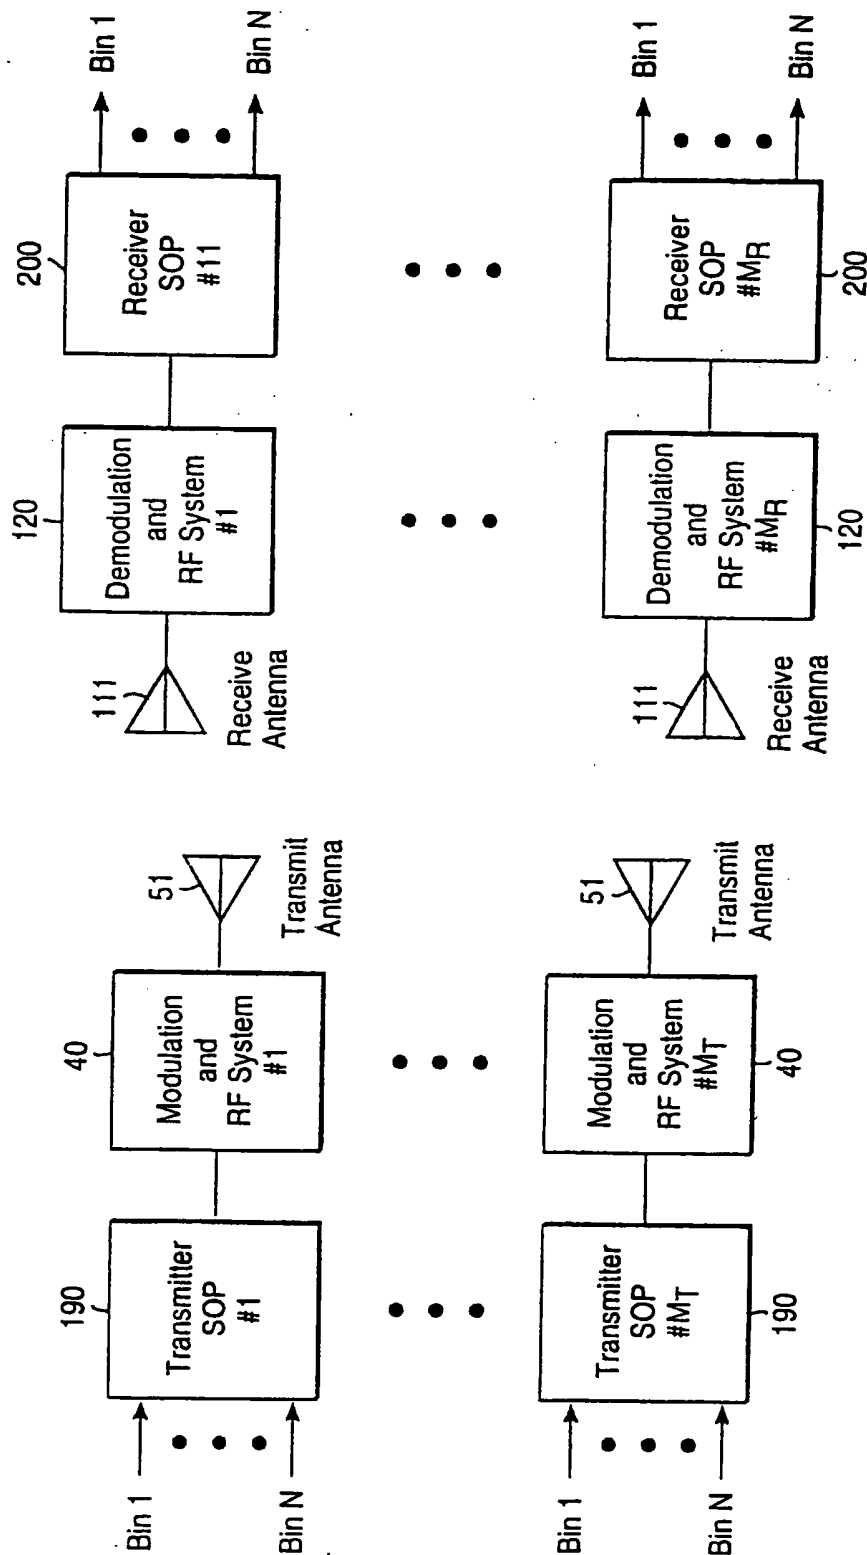 Bin 1
Bin N
190
Transmitter
SOP
#1
40
Modulation
and
RF System
#1
51
Transmit
Antenna
111
Receive
Antenna
120
Demodulation
and
RF System
#1
200
Receiver
SOP
#11
Bin 1
Bin N
Bin 1
Bin N
Transmitter
SOP
#MT
190
Modulation
and
RF System
#MT
40
51
Transmit
Antenna
111
Receive
Antenna
Demodulation
and
RF System
#MR
120
Receiver
SOP
#MR
200
Bin 1
Bin N